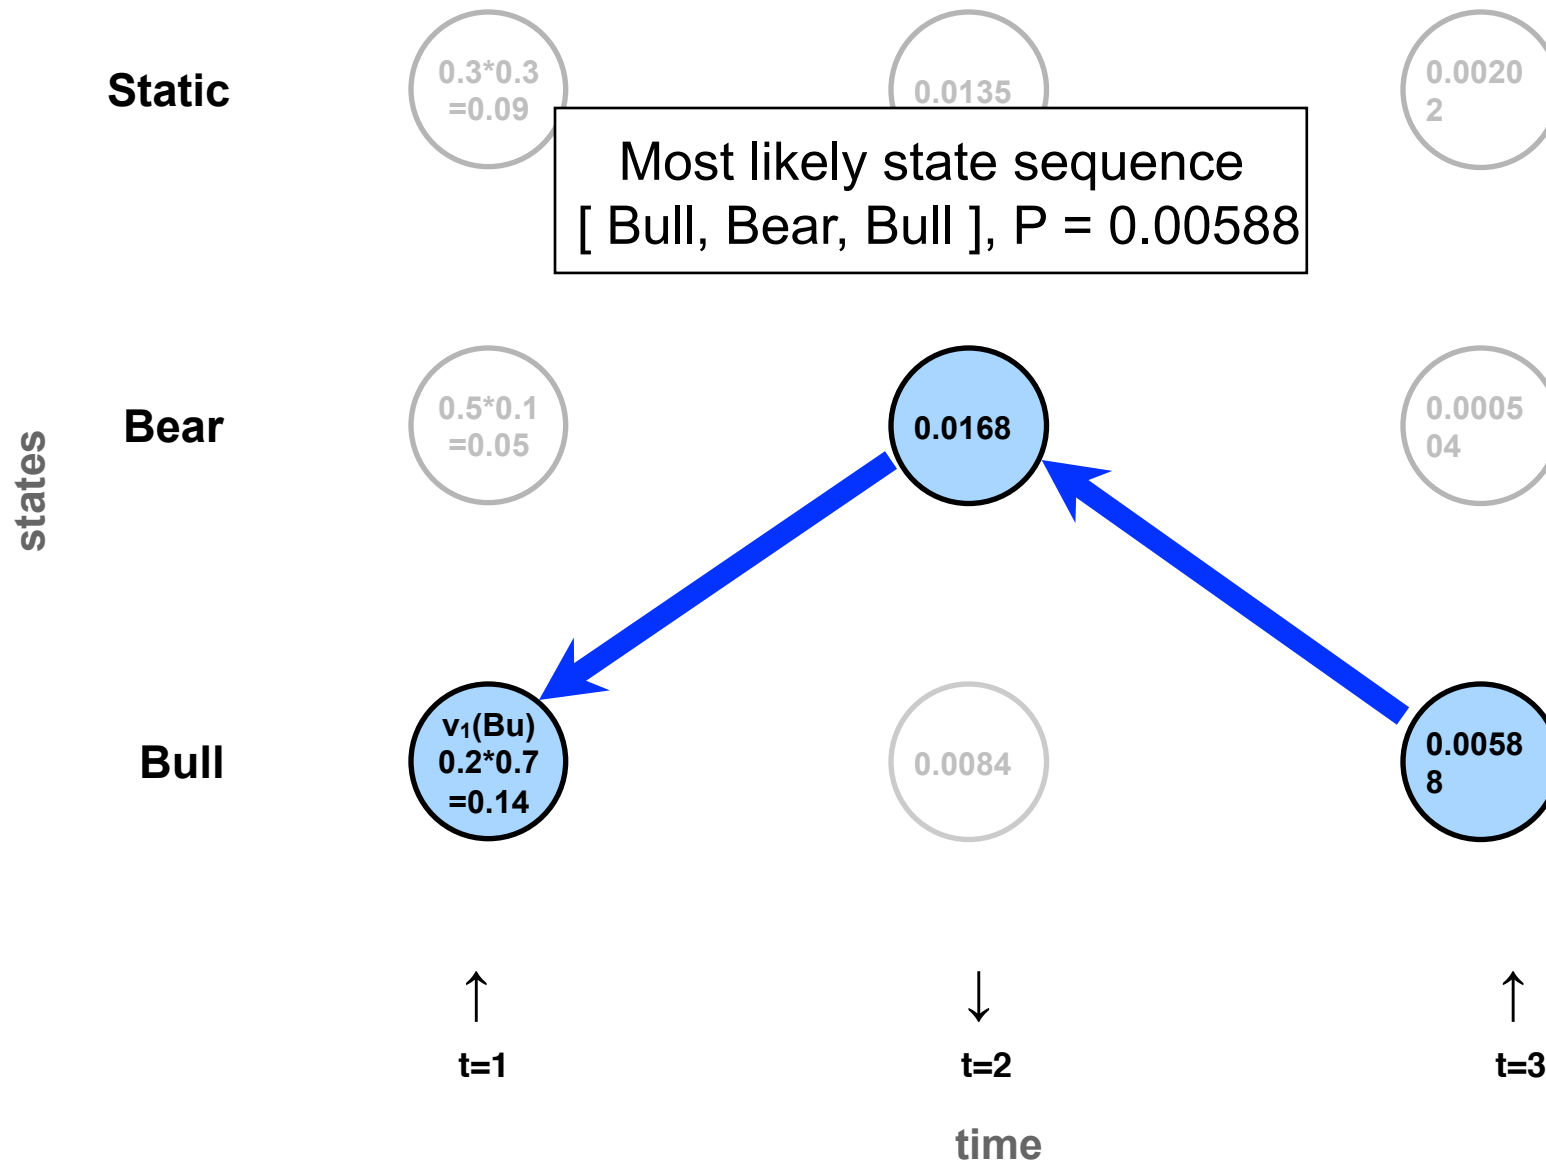 Static
0.3*0.3
=0.09
0.0135
0.0020
2
Most likely state sequence
[ Bull, Bear, Bull ], P = 0.00588
states
Bear
0.5*0.1
=0.05
0.0168
0.0005
04
Bull
v₁(Bu)
0.2*0.7
=0.14
0.0084
0.0058
8
↑ ↓ ↑
t=1 t=2 t=3
time